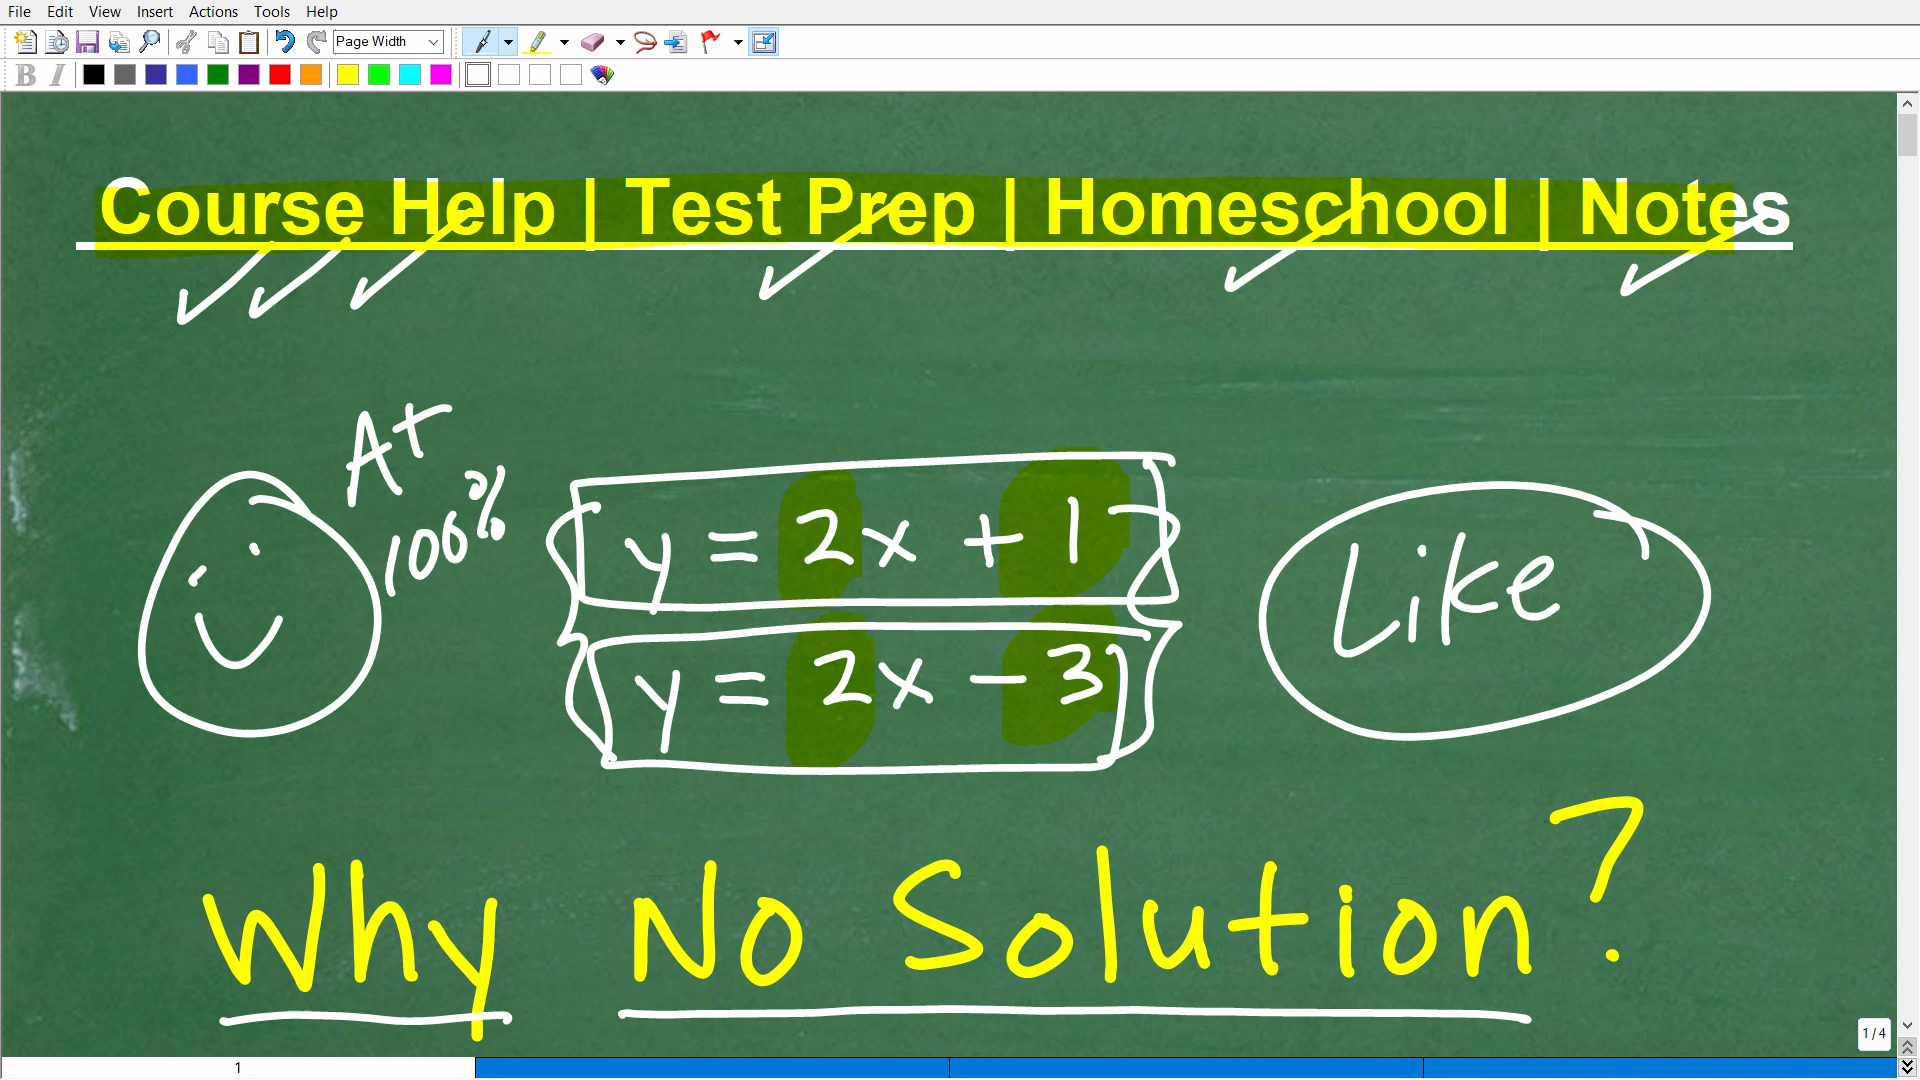 File Edit View Insert Actions Tools Help
Page Width
B I
Course Help | Test Prep | Homeschool | Notes
A+
100%
y = 2x + 1
y = 2x - 3
Like
Why No Solution?
1 / 4
1